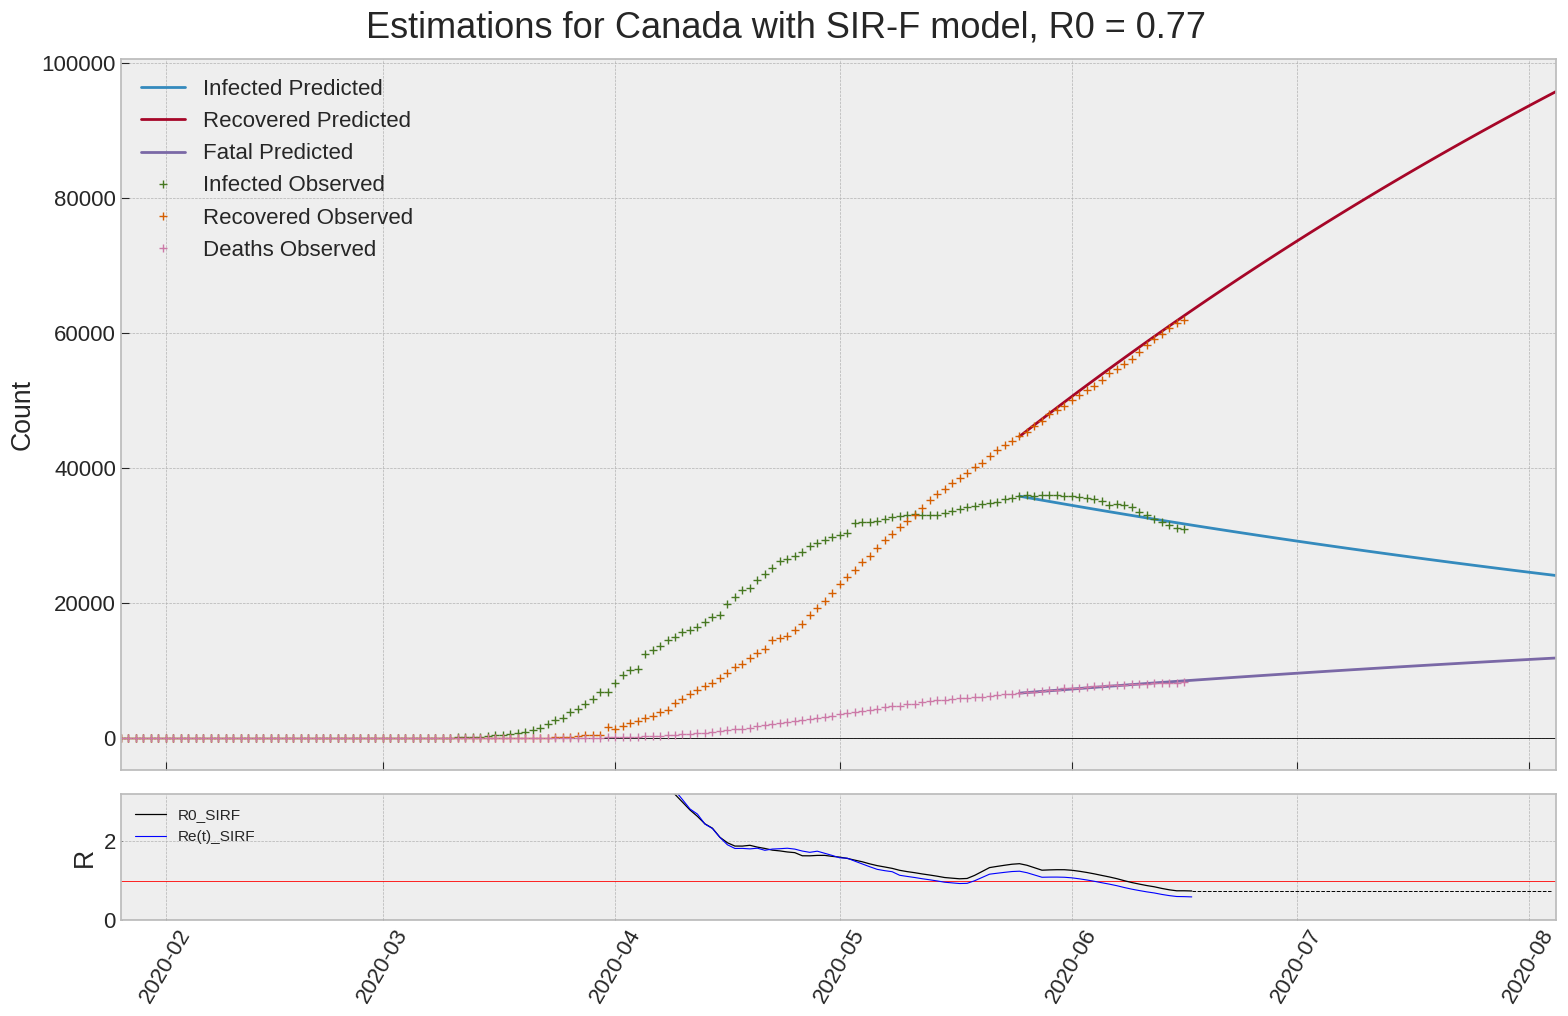 Estimations for Canada with SIR-F model, R0 = 0.77
100000
80000
60000
40000
20000
0
Count
Infected Predicted
Recovered Predicted
Fatal Predicted
Infected Observed
Recovered Observed
Deaths Observed
R0_SIRF
Re(t)_SIRF
2
0
R
2020-02
2020-03
2020-04
2020-05
2020-06
2020-07
2020-08